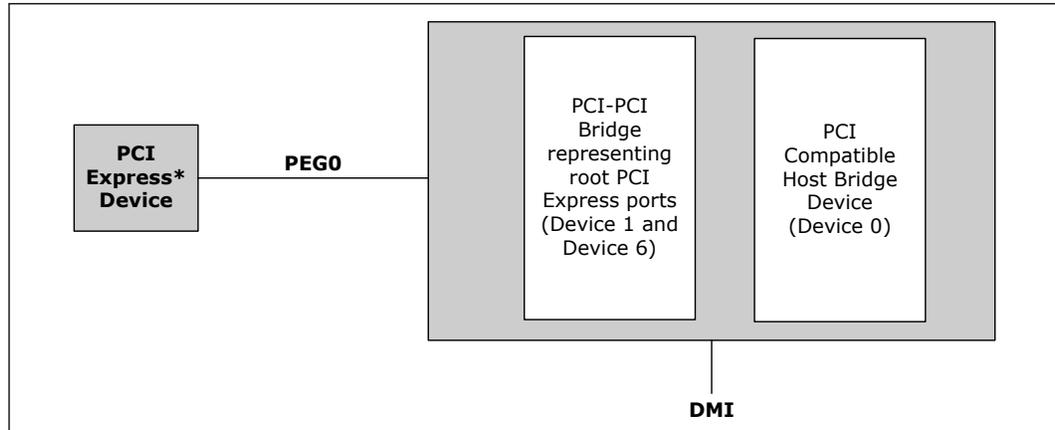 PCI
Express*
Device
PEG0
PCI-PCI
Bridge
representing
root PCI
Express ports
(Device 1 and
Device 6)
PCI
Compatible
Host Bridge
Device
(Device 0)
DMI